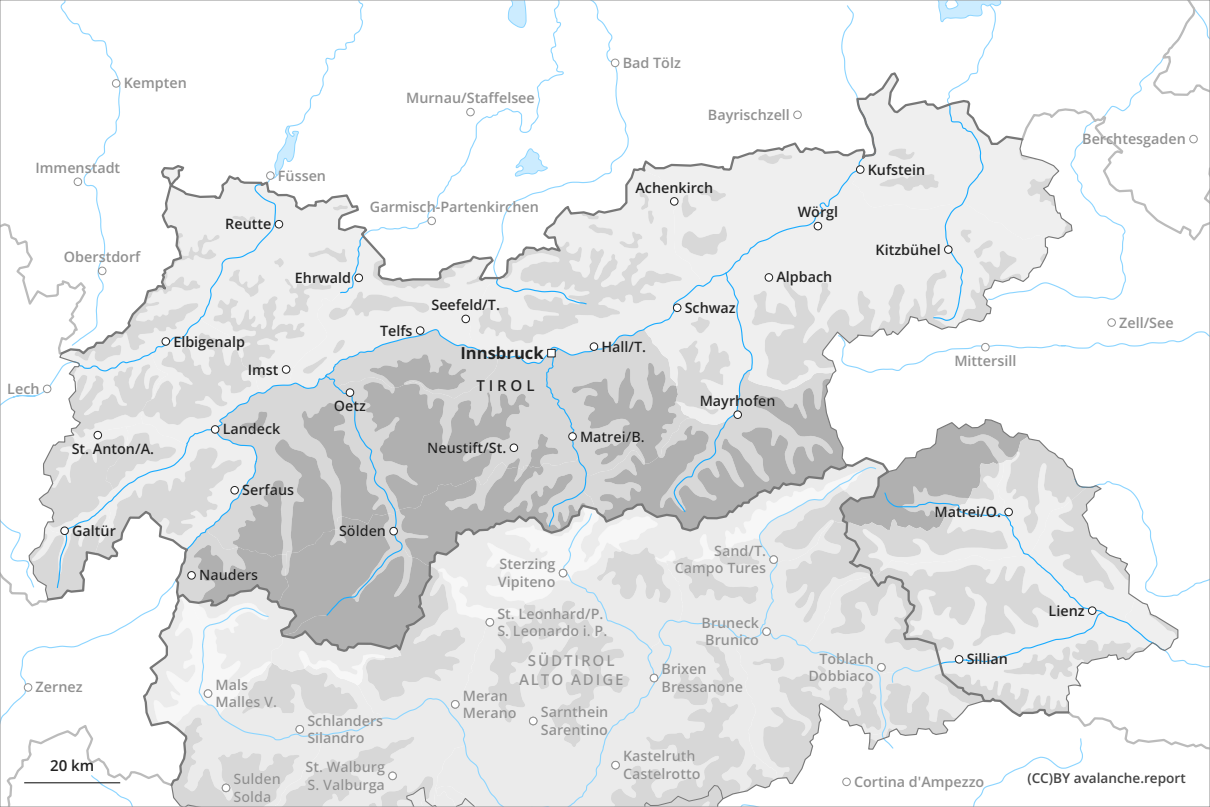 Kempten
Bad Tölz
Murnau/Staffelsee
Bayrischzell
Berchtesgaden
Immenstadt
Füssen
Kufstein
Achenkirch
Garmisch-Partenkirchen
Wörgl
Reutte
Kitzbühel
Oberstdorf
Ehrwald
Alpbach
Seefeld/T.
Schwaz
Telfs
Zell/See
Elbigenalp
Innsbruck
Hall/T.
Mittersill
Imst
TIROL
Lech
Oetz
Mayrhofen
Landeck
Matrei/B.
St. Anton/A.
Neustift/St.
Serfaus
Matrei/O.
Galtür
Sölden
Sand/T.
Campo Tures
Sterzing
Vipiteno
Nauders
St. Leonhard/P.
S. Leonardo i. P.
Lienz
Bruneck
Brunico
SÜDTIROL
ALTO ADIGE
Toblach
Dobbiaco
Sillian
Brixen
Bressanone
Zernez
Mals
Malles V.
Meran
Merano
Sarnthein
Sarentino
Schlanders
Silandro
Kastelruth
Castelrotto
20 km
St. Walburg
S. Valburga
Sulden
Solda
Cortina d'Ampezzo
(CC)BY avalanche.report